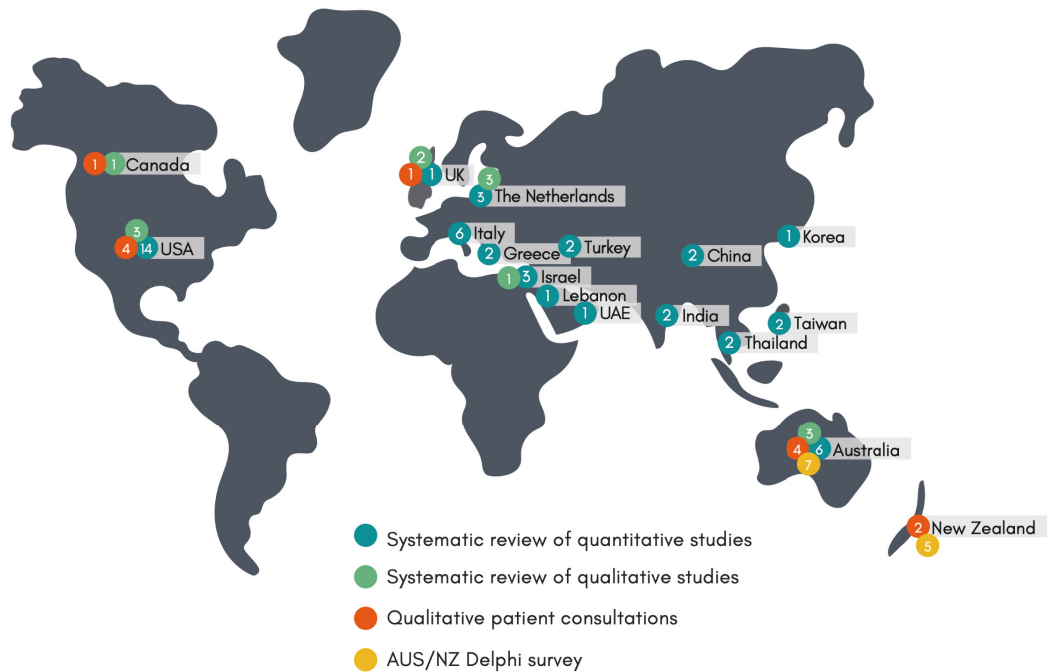 1 1 Canada
2
1 1 UK
3
3 The Netherlands
3
4 14 USA
6 Italy
2 Greece
2 Turkey
2 China
1 Korea
1 3 Israel
1 Lebanon
1 UAE
2 India
2 Taiwan
2 Thailand
3
4 6 Australia
7
2 New Zealand
5
Systematic review of quantitative studies
Systematic review of qualitative studies
Qualitative patient consultations
AUS/NZ Delphi survey